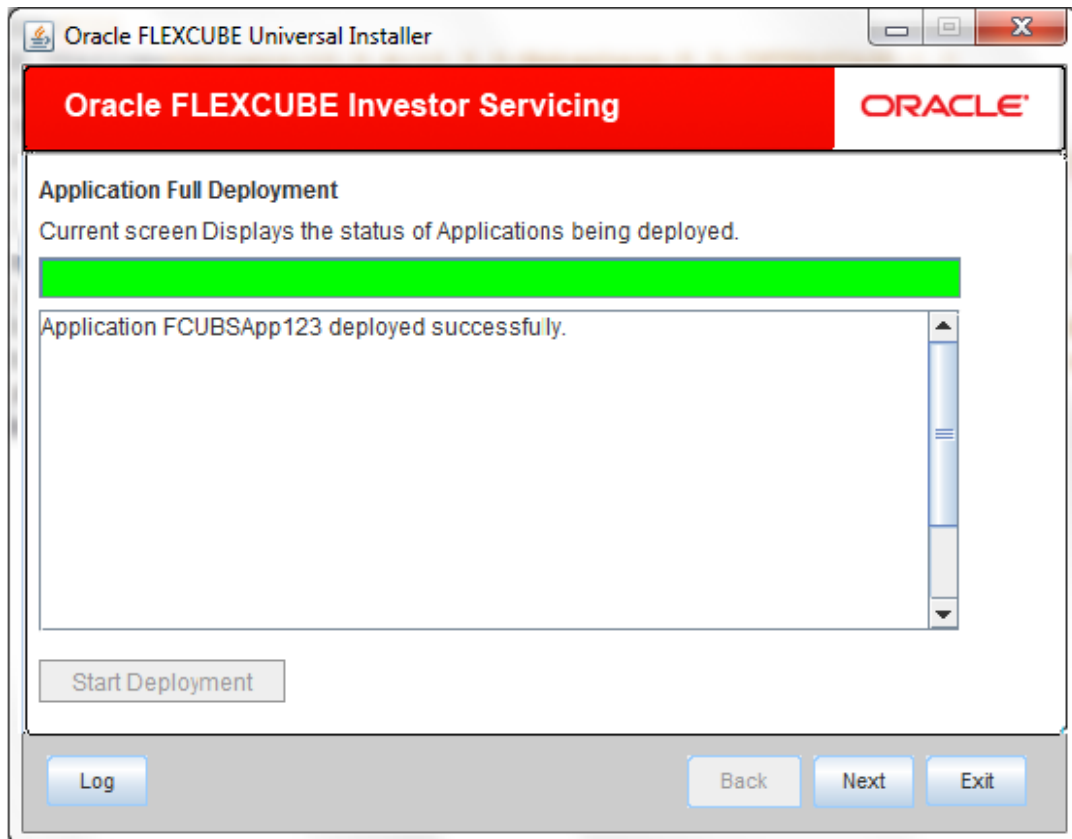 Oracle FLEXCUBE Universal Installer
Oracle FLEXCUBE Investor Servicing
ORACLE
Application Full Deployment
Current screen Displays the status of Applications being deployed.
Application FCUBSApp123 deployed successfully.
Start Deployment
Log
Back
Next
Exit